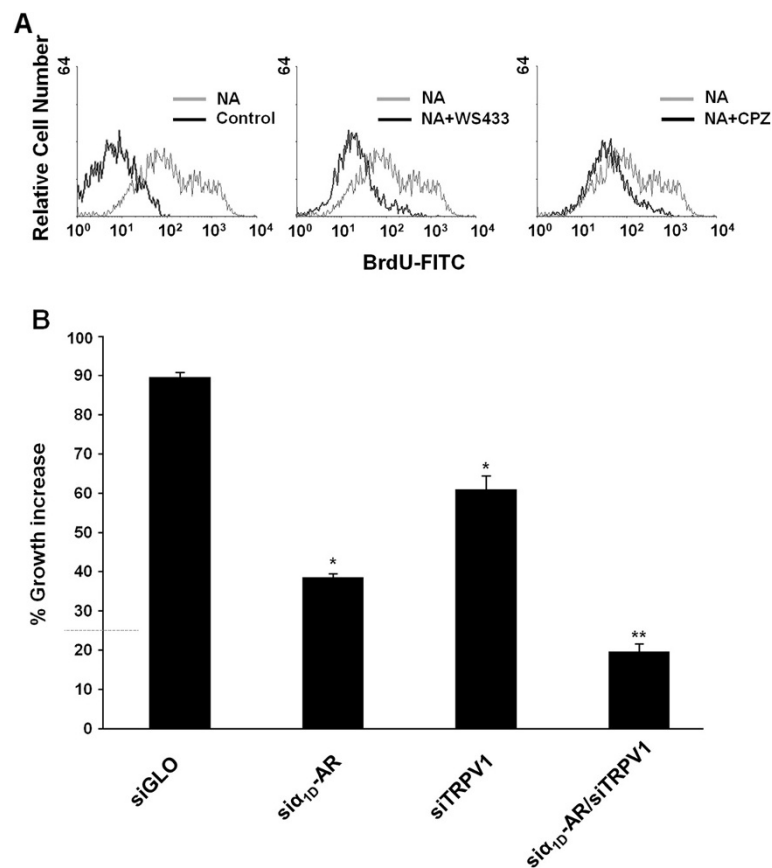 A
Relative Cell Number
64
NA
Control
10⁰ 10¹ 10² 10³ 10⁴
64
NA
NA+WS433
10⁰ 10¹ 10² 10³ 10⁴
64
NA
NA+CPZ
10⁰ 10¹ 10² 10³ 10⁴
BrdU-FITC
B
% Growth increase
100
90
80
70
60
50
40
30
20
10
0
*
*
**
siGLO
siα₁D-AR
siTRPV1
siα₁D-AR/siTRPV1